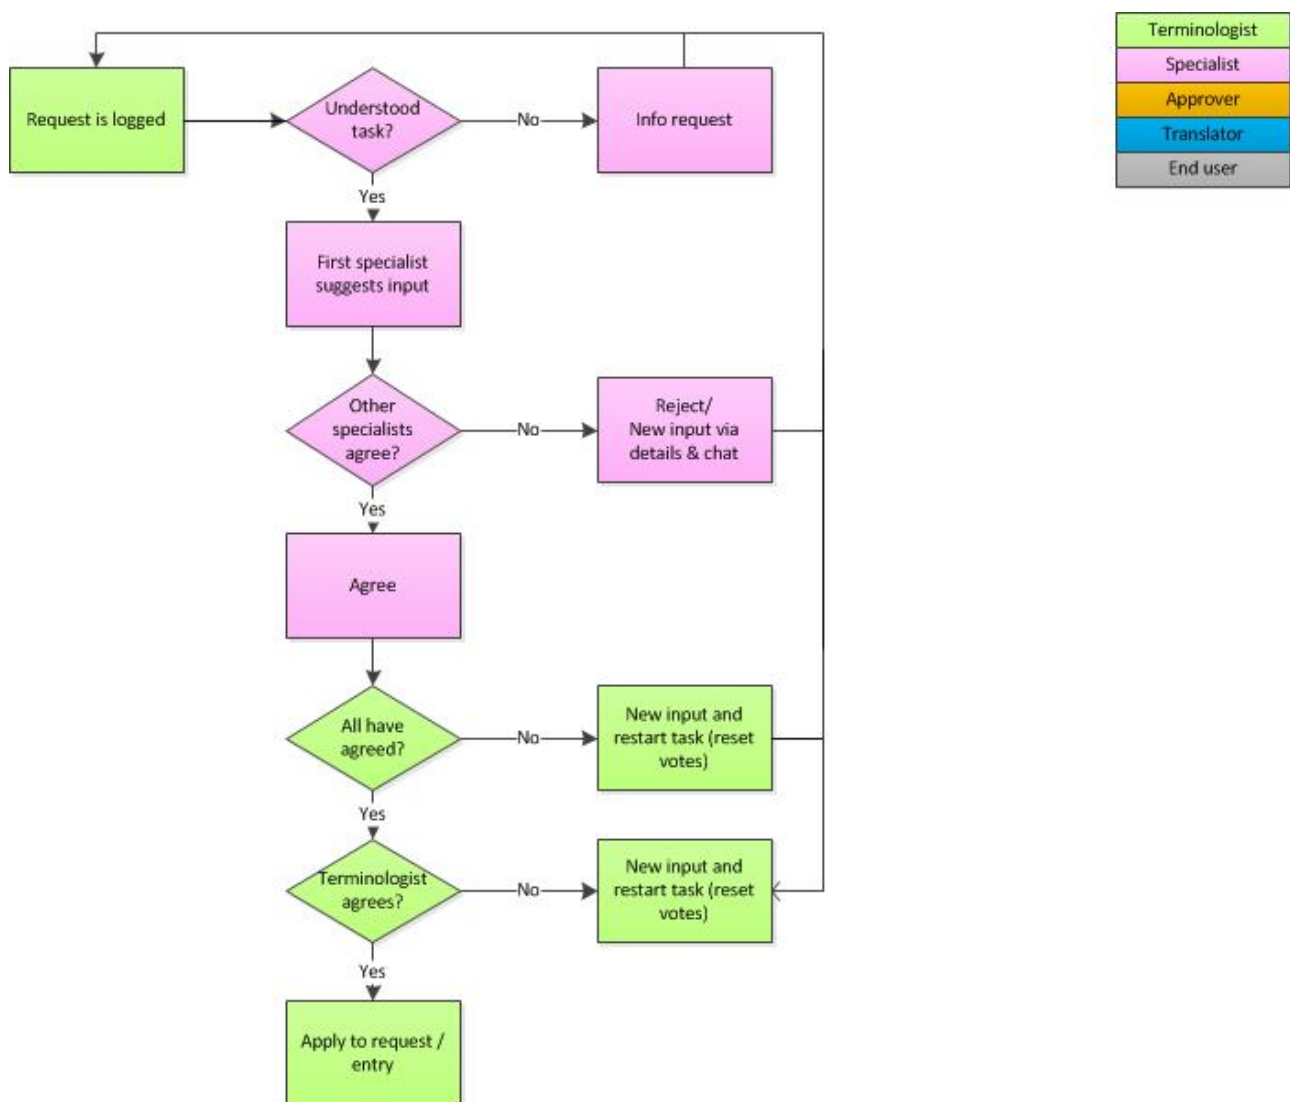 Request is logged
Understood
task?
No
Info request
Terminologist
Specialist
Approver
Translator
End user
Yes
First specialist
suggests input
Other
specialists
agree?
No
Reject/
New input via
details & chat
Yes
Agree
All have
agreed?
No
New input and
restart task (reset
votes)
Yes
Terminologist
agrees?
No
New input and
restart task (reset
votes)
Yes
Apply to request /
entry